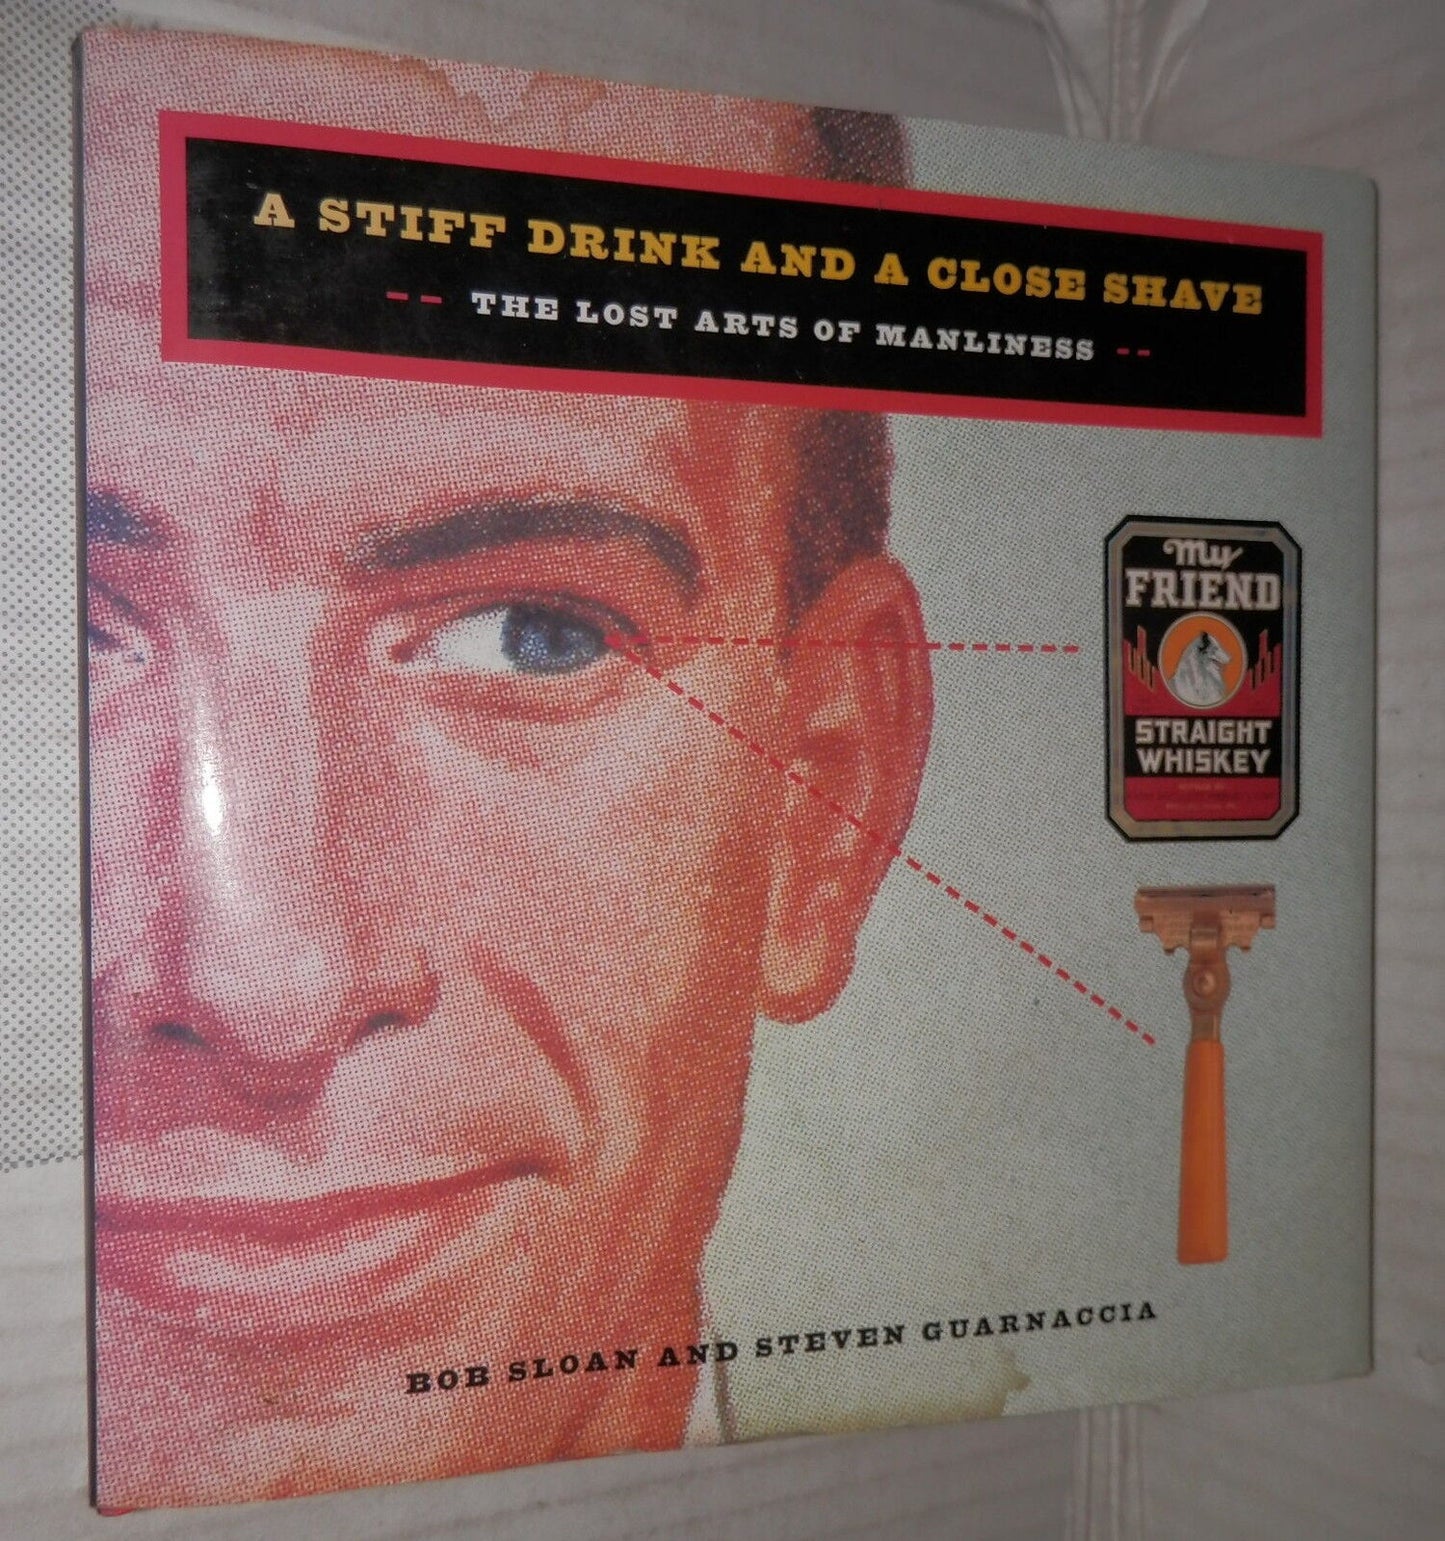 A STIFF DRINK AND A CLOSE SHAVE
-- THE LOST ARTS OF MANLINESS --
My
FRIEND
STRAIGHT
WHISKEY
BOB SLOAN AND STEVEN GUARNACCIA